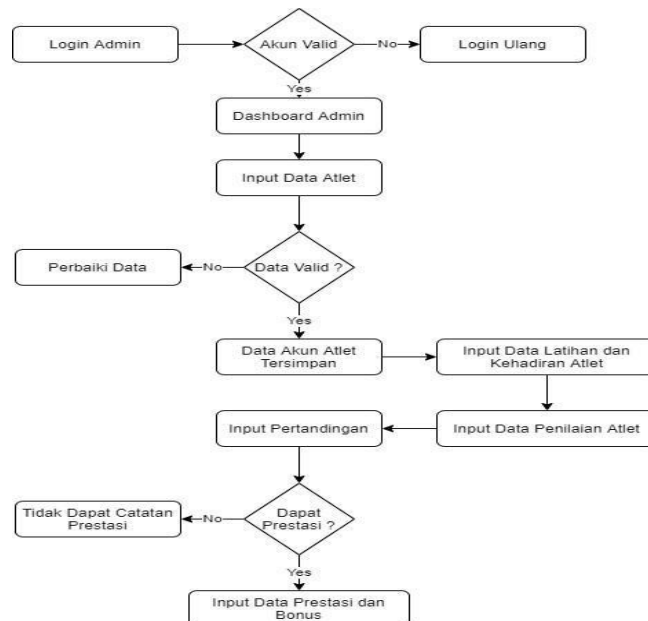 Login Admin
Akun Valid
No
Login Ulang
Yes
Dashboard Admin
Input Data Atlet
Perbaiki Data
No
Data Valid ?
Yes
Data Akun Atlet
Tersimpan
Input Data Latihan dan
Kehadiran Atlet
Input Pertandingan
Input Data Penilaian Atlet
Tidak Dapat Catatan
Prestasi
No
Dapat
Prestasi ?
Yes
Input Data Prestasi dan
Bonus